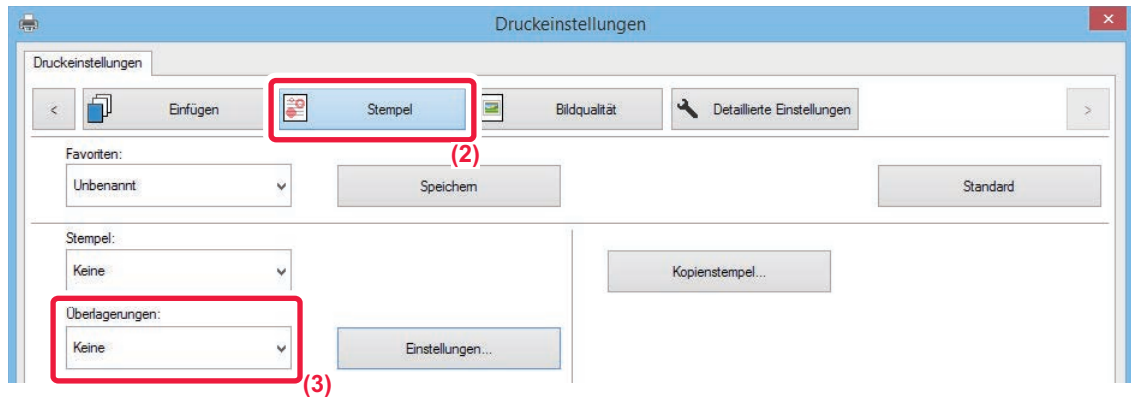 Druckeinstellungen
Druckeinstellungen
< Einfügen Stempel Bildqualität Detaillierte Einstellungen >
(2)
Favoriten:
Unbenannt Speichern Standard
Stempel:
Keine Kopienstempel...
Überlagerungen:
Keine Einstellungen...
(3)